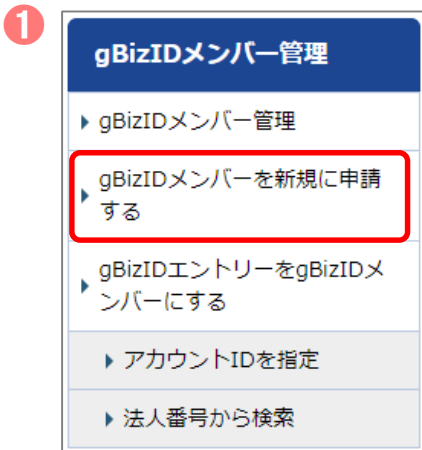 1
gBizIDメンバー管理
gBizIDメンバー管理
gBizIDメンバーを新規に申請
する
gBizIDエントリーをgBizIDメ
ンバーにする
アカウントIDを指定
法人番号から検索